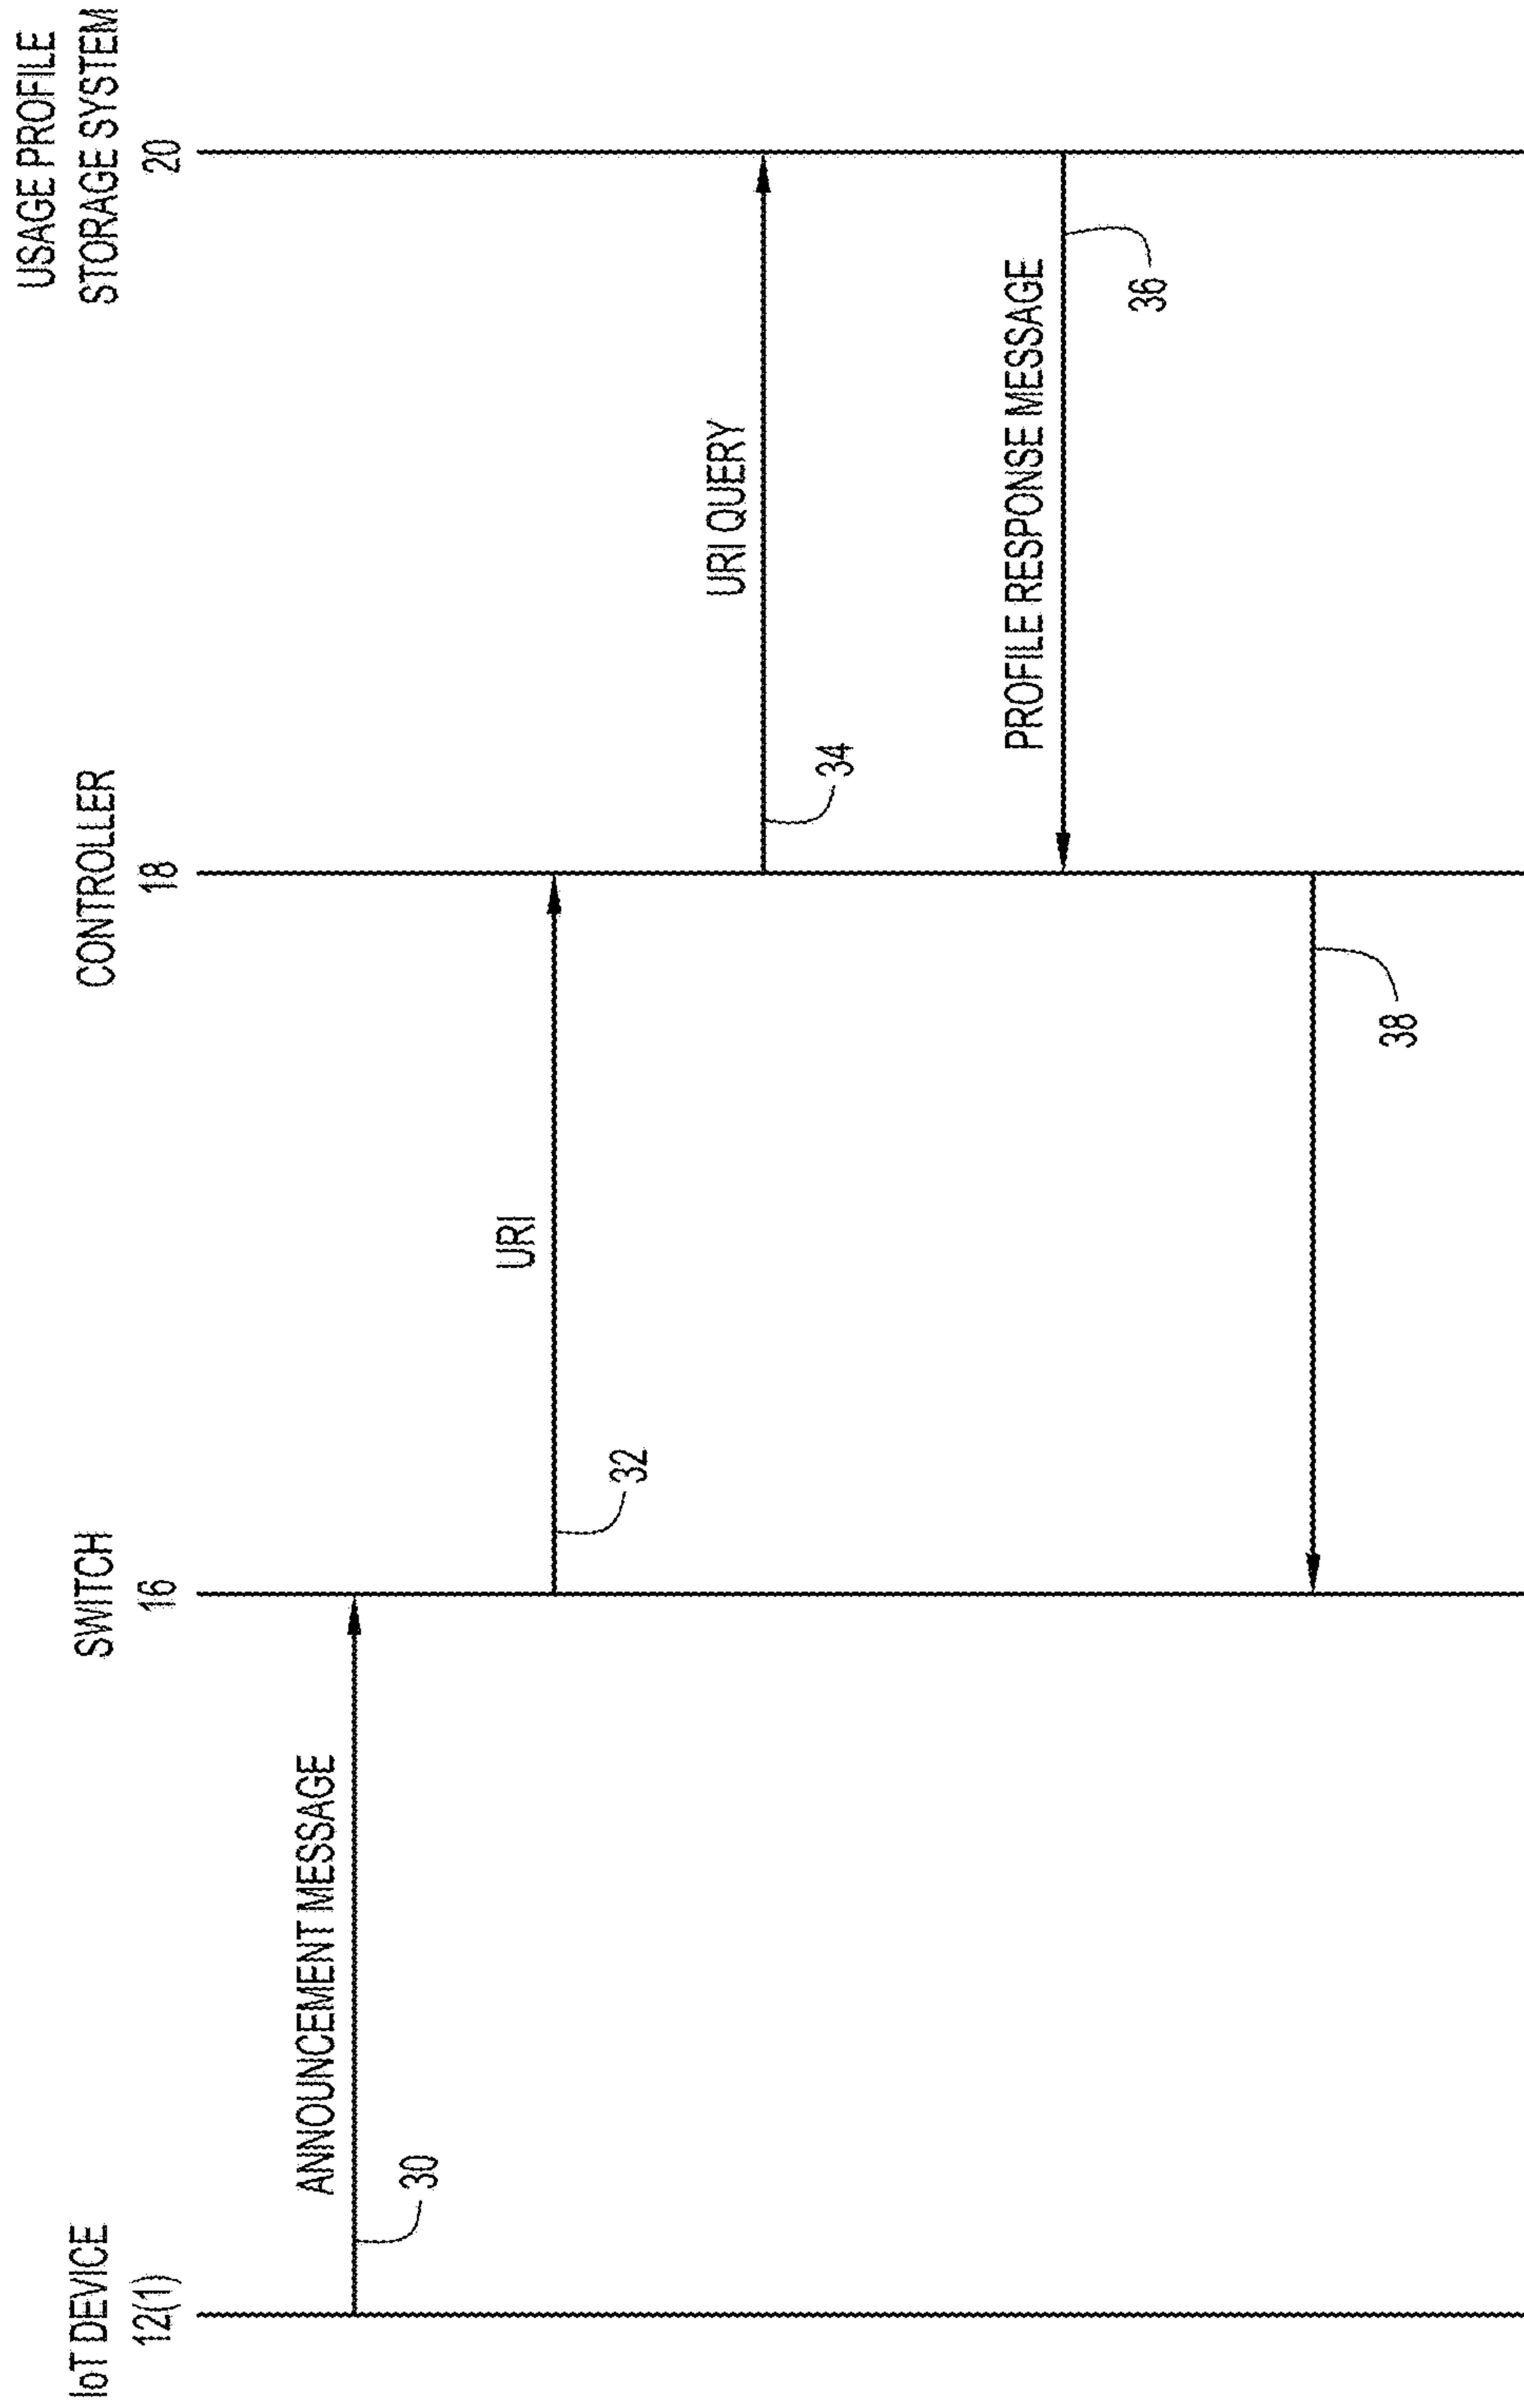 IoT DEVICE
12(1)
SWITCH
16
CONTROLLER
18
USAGE PROFILE
STORAGE SYSTEM
20
ANNOUNCEMENT MESSAGE
30
URI
32
URI QUERY
34
PROFILE RESPONSE MESSAGE
36
38